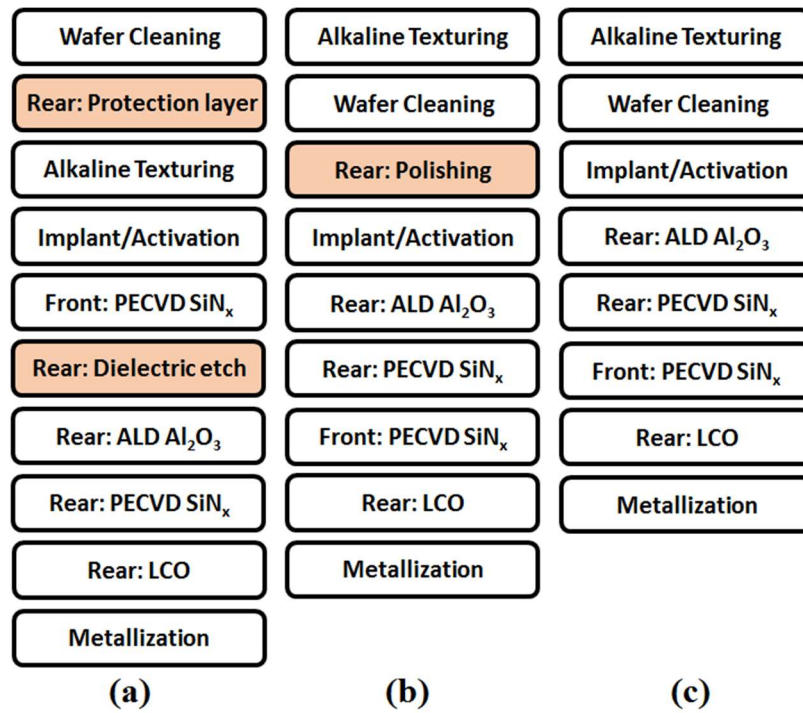 Wafer Cleaning
Rear: Protection layer
Alkaline Texturing
Implant/Activation
Front: PECVD SiNₓ
Rear: Dielectric etch
Rear: ALD Al₂O₃
Rear: PECVD SiNₓ
Rear: LCO
Metallization
(a)
Alkaline Texturing
Wafer Cleaning
Rear: Polishing
Implant/Activation
Rear: ALD Al₂O₃
Rear: PECVD SiNₓ
Front: PECVD SiNₓ
Rear: LCO
Metallization
(b)
Alkaline Texturing
Wafer Cleaning
Implant/Activation
Rear: ALD Al₂O₃
Rear: PECVD SiNₓ
Front: PECVD SiNₓ
Rear: LCO
Metallization
(c)